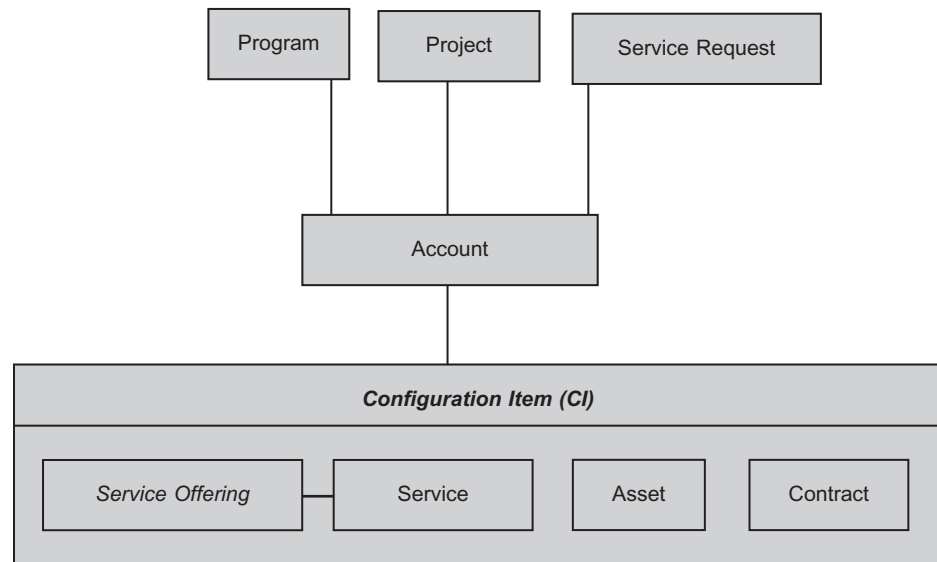 Program
Project
Service Request
Account
Configuration Item (CI)
Service Offering
Service
Asset
Contract